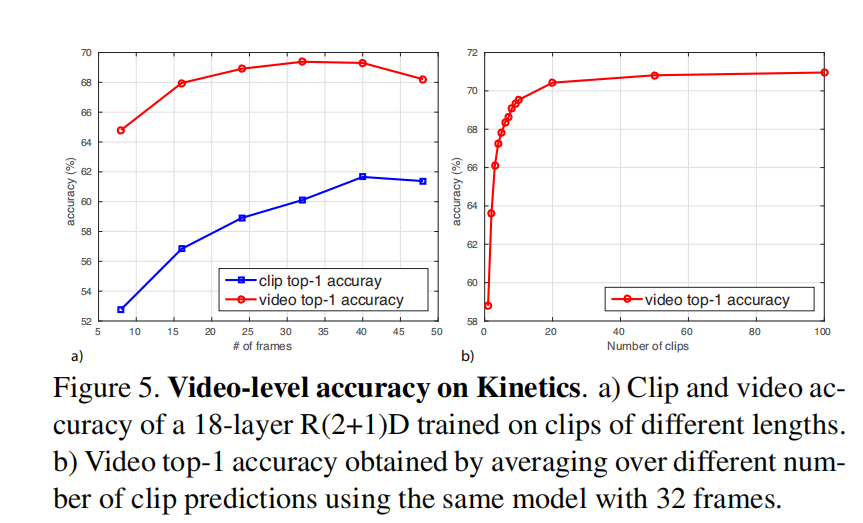 70
68
66
64
62
60
58
56
54
52
accuracy (%)
5 10 15 20 25 30 35 40 45 50
# of frames
clip top-1 accuray
video top-1 accuracy
a)
72
70
68
66
64
62
60
58
accuracy (%)
0 20 40 60 80 100
Number of clips
video top-1 accuracy
b)
Figure 5. Video-level accuracy on Kinetics. a) Clip and video ac-
curacy of a 18-layer R(2+1)D trained on clips of different lengths.
b) Video top-1 accuracy obtained by averaging over different num-
ber of clip predictions using the same model with 32 frames.